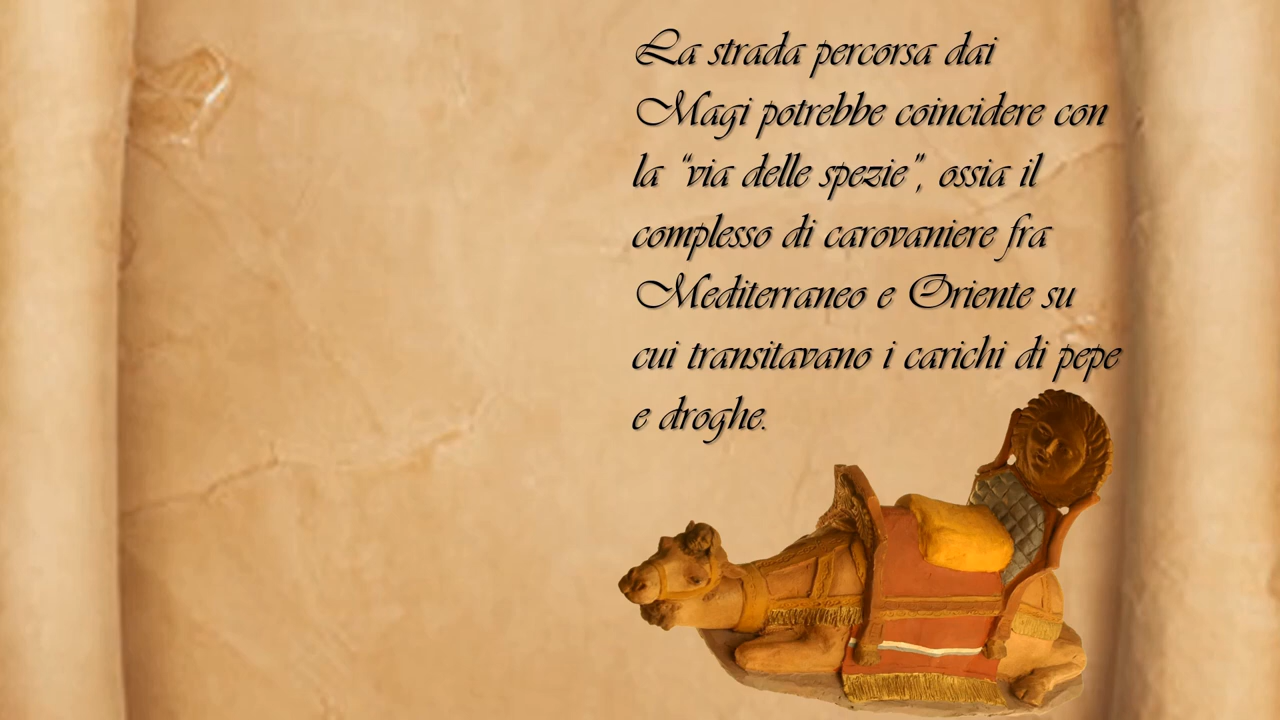 La strada percorsa dai
Magi potrebbe coincidere con
la “via delle spezie”, ossia il
complesso di carovaniere fra
Mediterraneo e Oriente su
cui transitavano i carichi di pepe
e droghe.